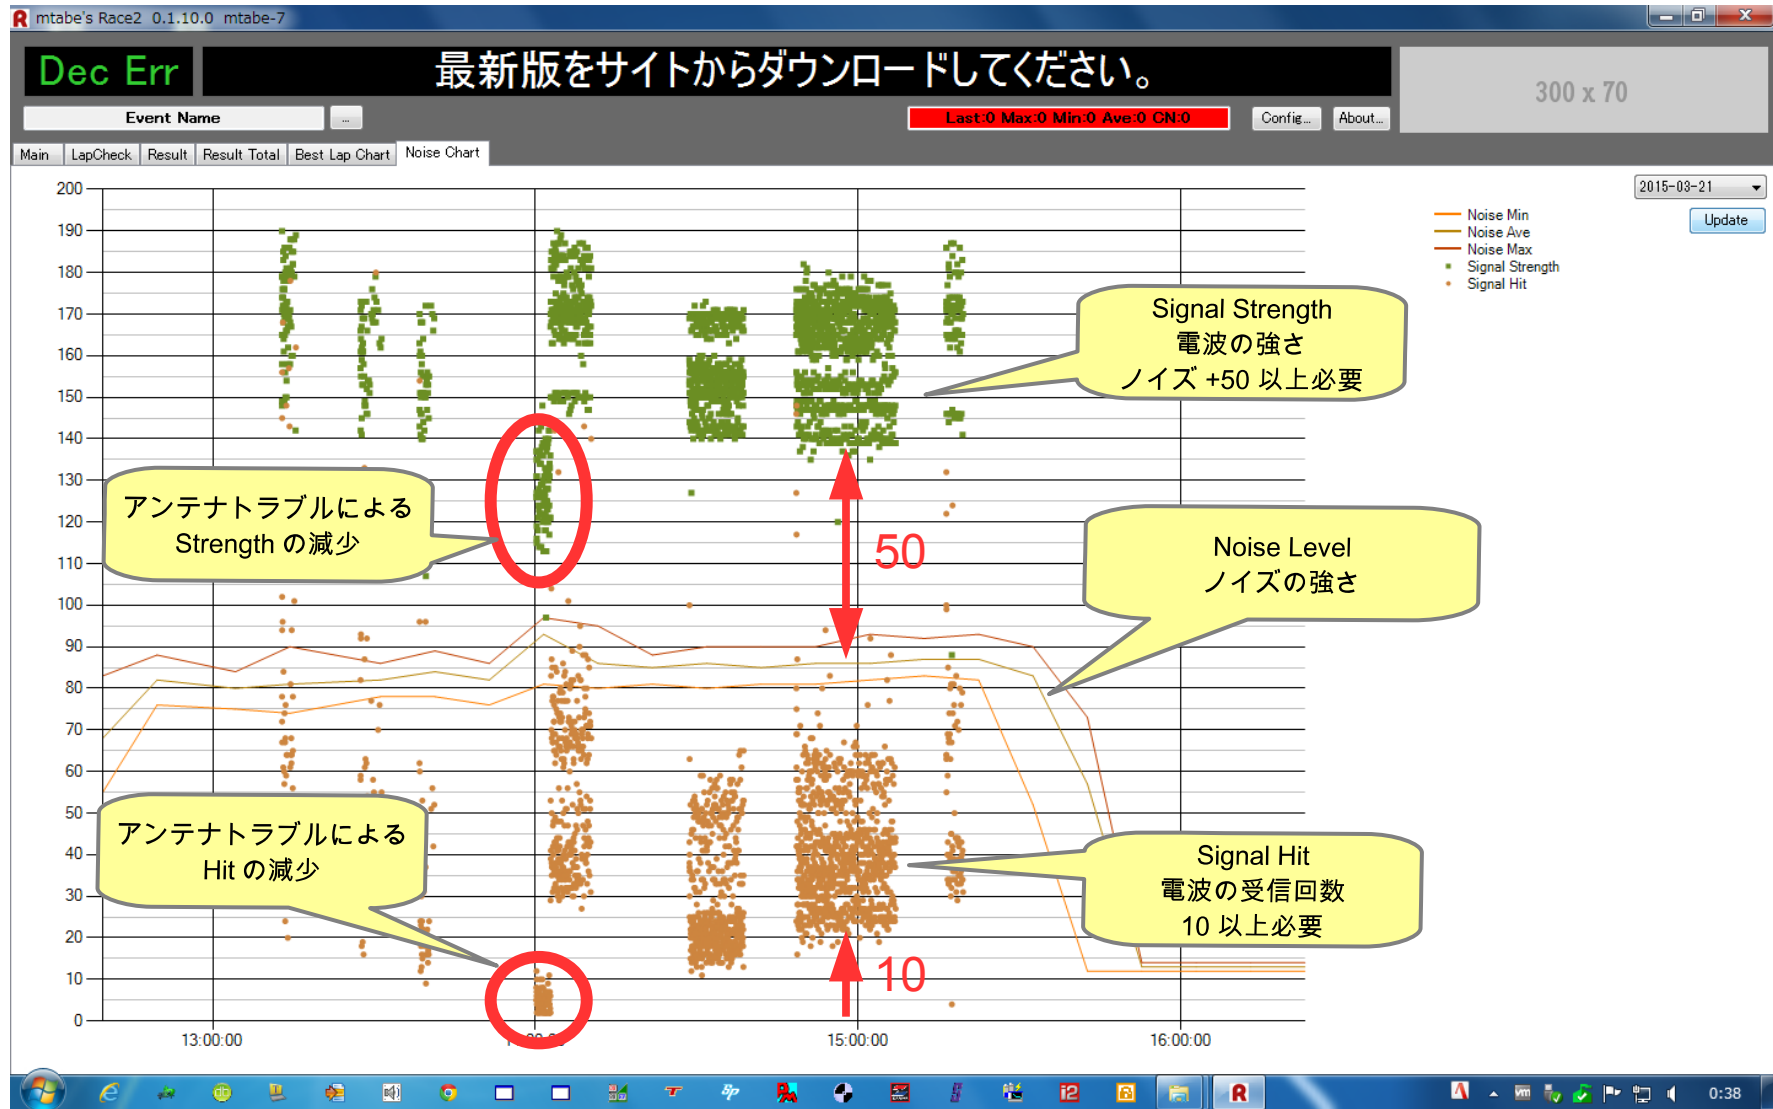 mtabe's Race2 0.1.10.0 mtabe-7
Dec Err
最新版をサイトからダウンロードしてください。
300 x 70
Event Name
...
Last:0 Max:0 Min:0 Ave:0 CN:0
Config...
About...
Main
LapCheck
Result
Result Total
Best Lap Chart
Noise Chart
2015-03-21
Update
Noise Min
Noise Ave
Noise Max
Signal Strength
Signal Hit
200
190
180
170
160
150
140
130
120
110
100
90
80
70
60
50
40
30
20
10
0
Signal Strength
電波の強さ
ノイズ +50 以上必要
アンテナトラブルによる
Strength の減少
50
Noise Level
ノイズの強さ
アンテナトラブルによる
Hit の減少
Signal Hit
電波の受信回数
10 以上必要
10
13:00:00
15:00:00
16:00:00
0:38